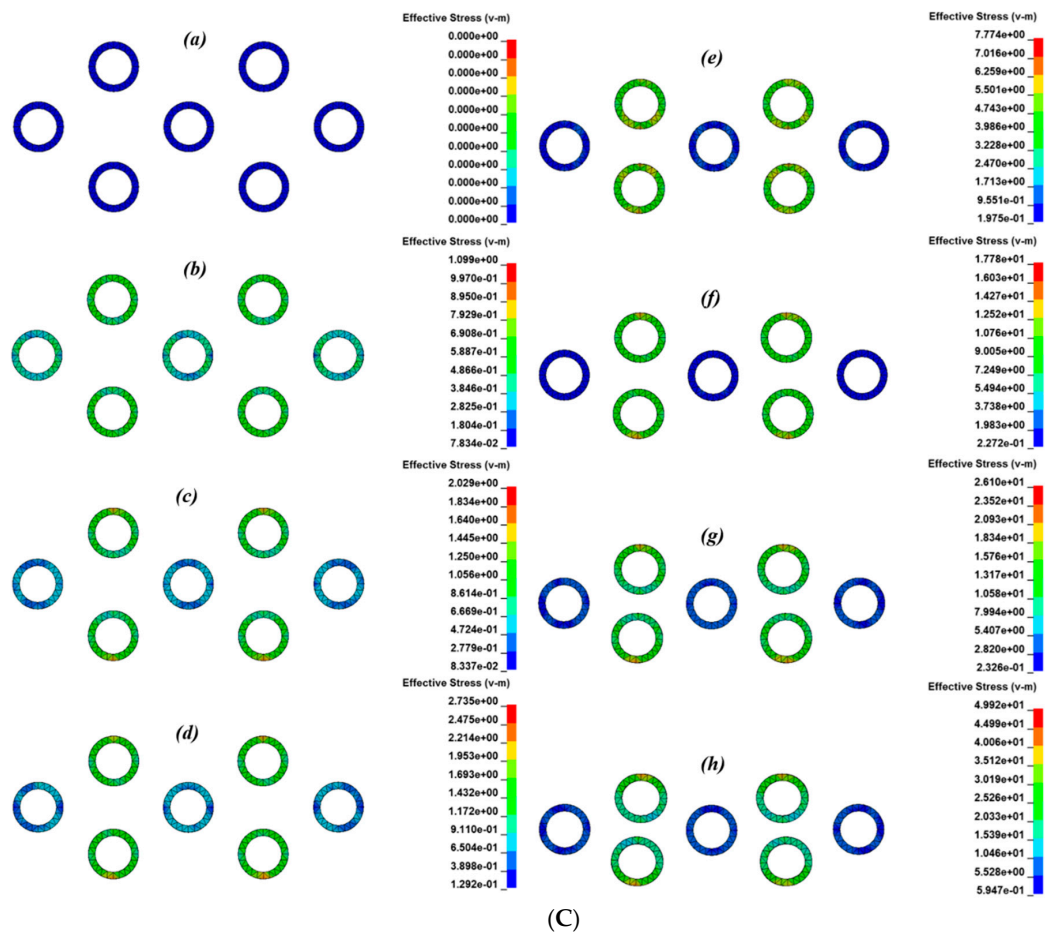 (a)
Effective Stress (v-m)
0.000e+00
0.000e+00
0.000e+00
0.000e+00
0.000e+00
0.000e+00
0.000e+00
0.000e+00
0.000e+00
0.000e+00
0.000e+00
(b)
Effective Stress (v-m)
1.099e+00
9.970e-01
8.950e-01
7.929e-01
6.908e-01
5.887e-01
4.866e-01
3.846e-01
2.825e-01
1.804e-01
7.834e-02
(c)
Effective Stress (v-m)
2.029e+00
1.834e+00
1.640e+00
1.445e+00
1.250e+00
1.056e+00
8.614e-01
6.669e-01
4.724e-01
2.779e-01
8.337e-02
(d)
Effective Stress (v-m)
2.735e+00
2.475e+00
2.214e+00
1.953e+00
1.693e+00
1.432e+00
1.172e+00
9.110e-01
6.504e-01
3.898e-01
1.292e-01
(e)
Effective Stress (v-m)
7.774e+00
7.016e+00
6.259e+00
5.501e+00
4.743e+00
3.986e+00
3.228e+00
2.470e+00
1.713e+00
9.551e-01
1.975e-01
(f)
Effective Stress (v-m)
1.778e+01
1.603e+01
1.427e+01
1.252e+01
1.076e+01
9.005e+00
7.249e+00
5.494e+00
3.738e+00
1.983e+00
2.272e-01
(g)
Effective Stress (v-m)
2.610e+01
2.352e+01
2.093e+01
1.834e+01
1.576e+01
1.317e+01
1.058e+01
7.994e+00
5.407e+00
2.820e+00
2.326e-01
(h)
Effective Stress (v-m)
4.992e+01
4.499e+01
4.006e+01
3.512e+01
3.019e+01
2.526e+01
2.033e+01
1.539e+01
1.046e+01
5.528e+00
5.947e-01
(C)